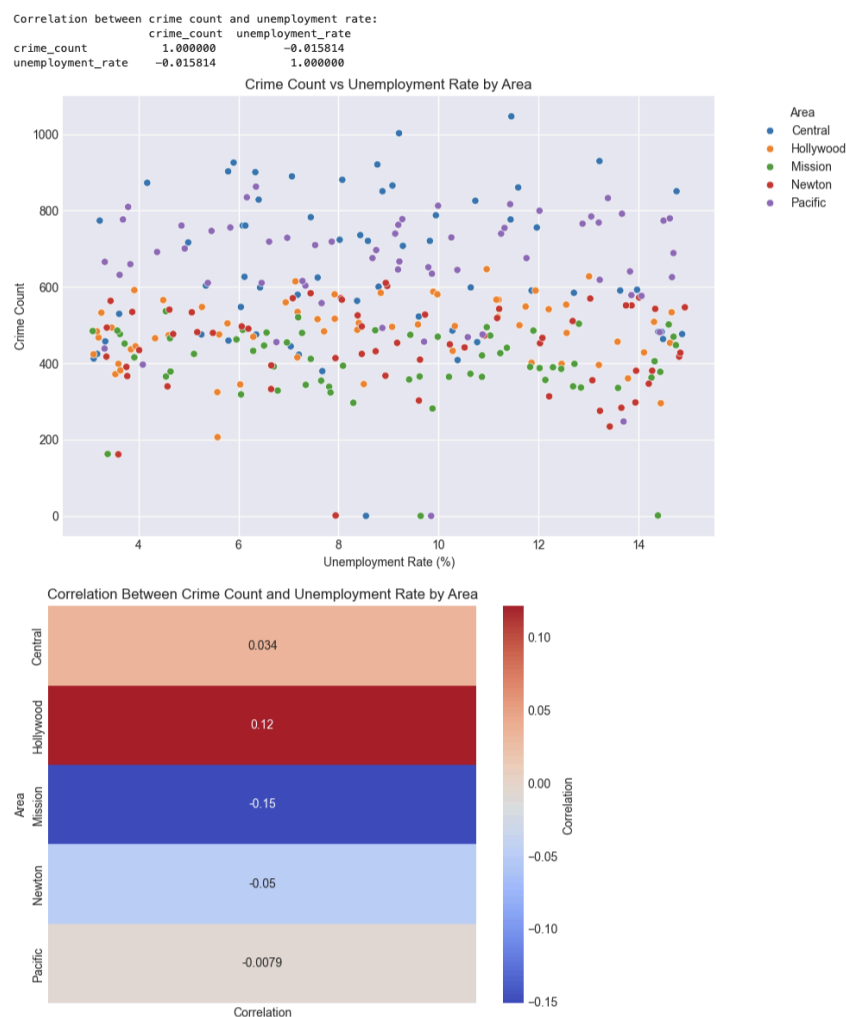 Correlation between crime count and unemployment rate:
crime_count unemployment_rate
crime_count 1.000000 -0.015814
unemployment_rate -0.015814 1.000000
Crime Count vs Unemployment Rate by Area
1000
800
600
400
200
0
Crime Count
4 6 8 10 12 14
Unemployment Rate (%)
Area
Central
Hollywood
Mission
Newton
Pacific
Correlation Between Crime Count and Unemployment Rate by Area
Area
Central
0.034
Hollywood
0.12
Mission
-0.15
Newton
-0.05
Pacific
-0.0079
Correlation
0.10
0.05
0.00
−0.05
−0.10
−0.15
Correlation